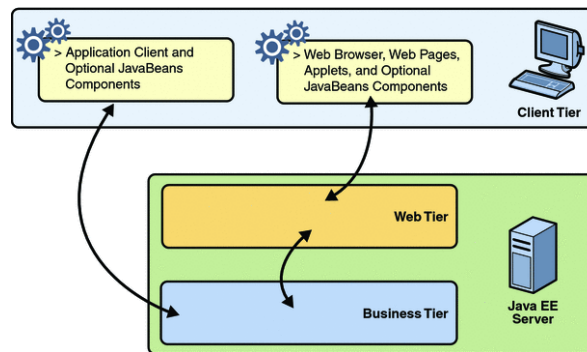 > Application Client and
Optional JavaBeans
Components
> Web Browser, Web Pages,
Applets, and Optional
JavaBeans Components
Client Tier
Web Tier
Business Tier
Java EE
Server